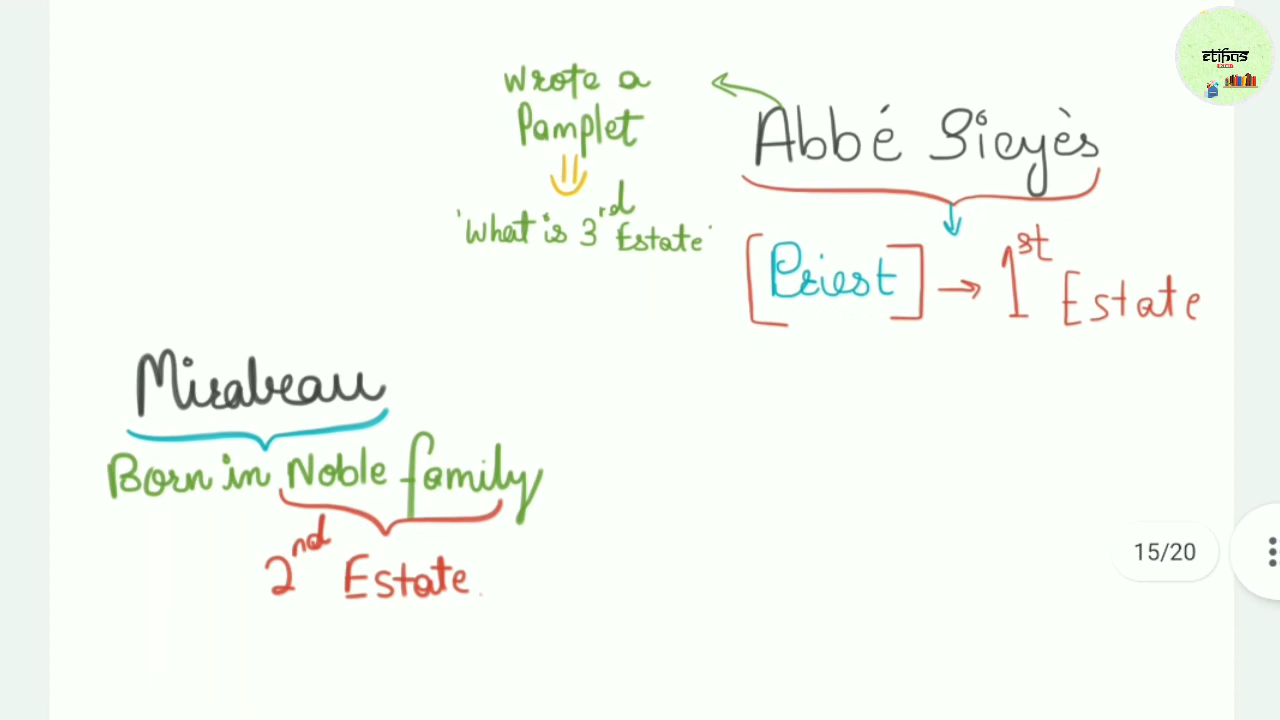 etihas
Wrote a
Pamplet
'What is 3rd Estate'
Abbé Sieyès
[Priest] → 1st Estate
Mirabeau
Born in Noble family
2nd Estate
15/20